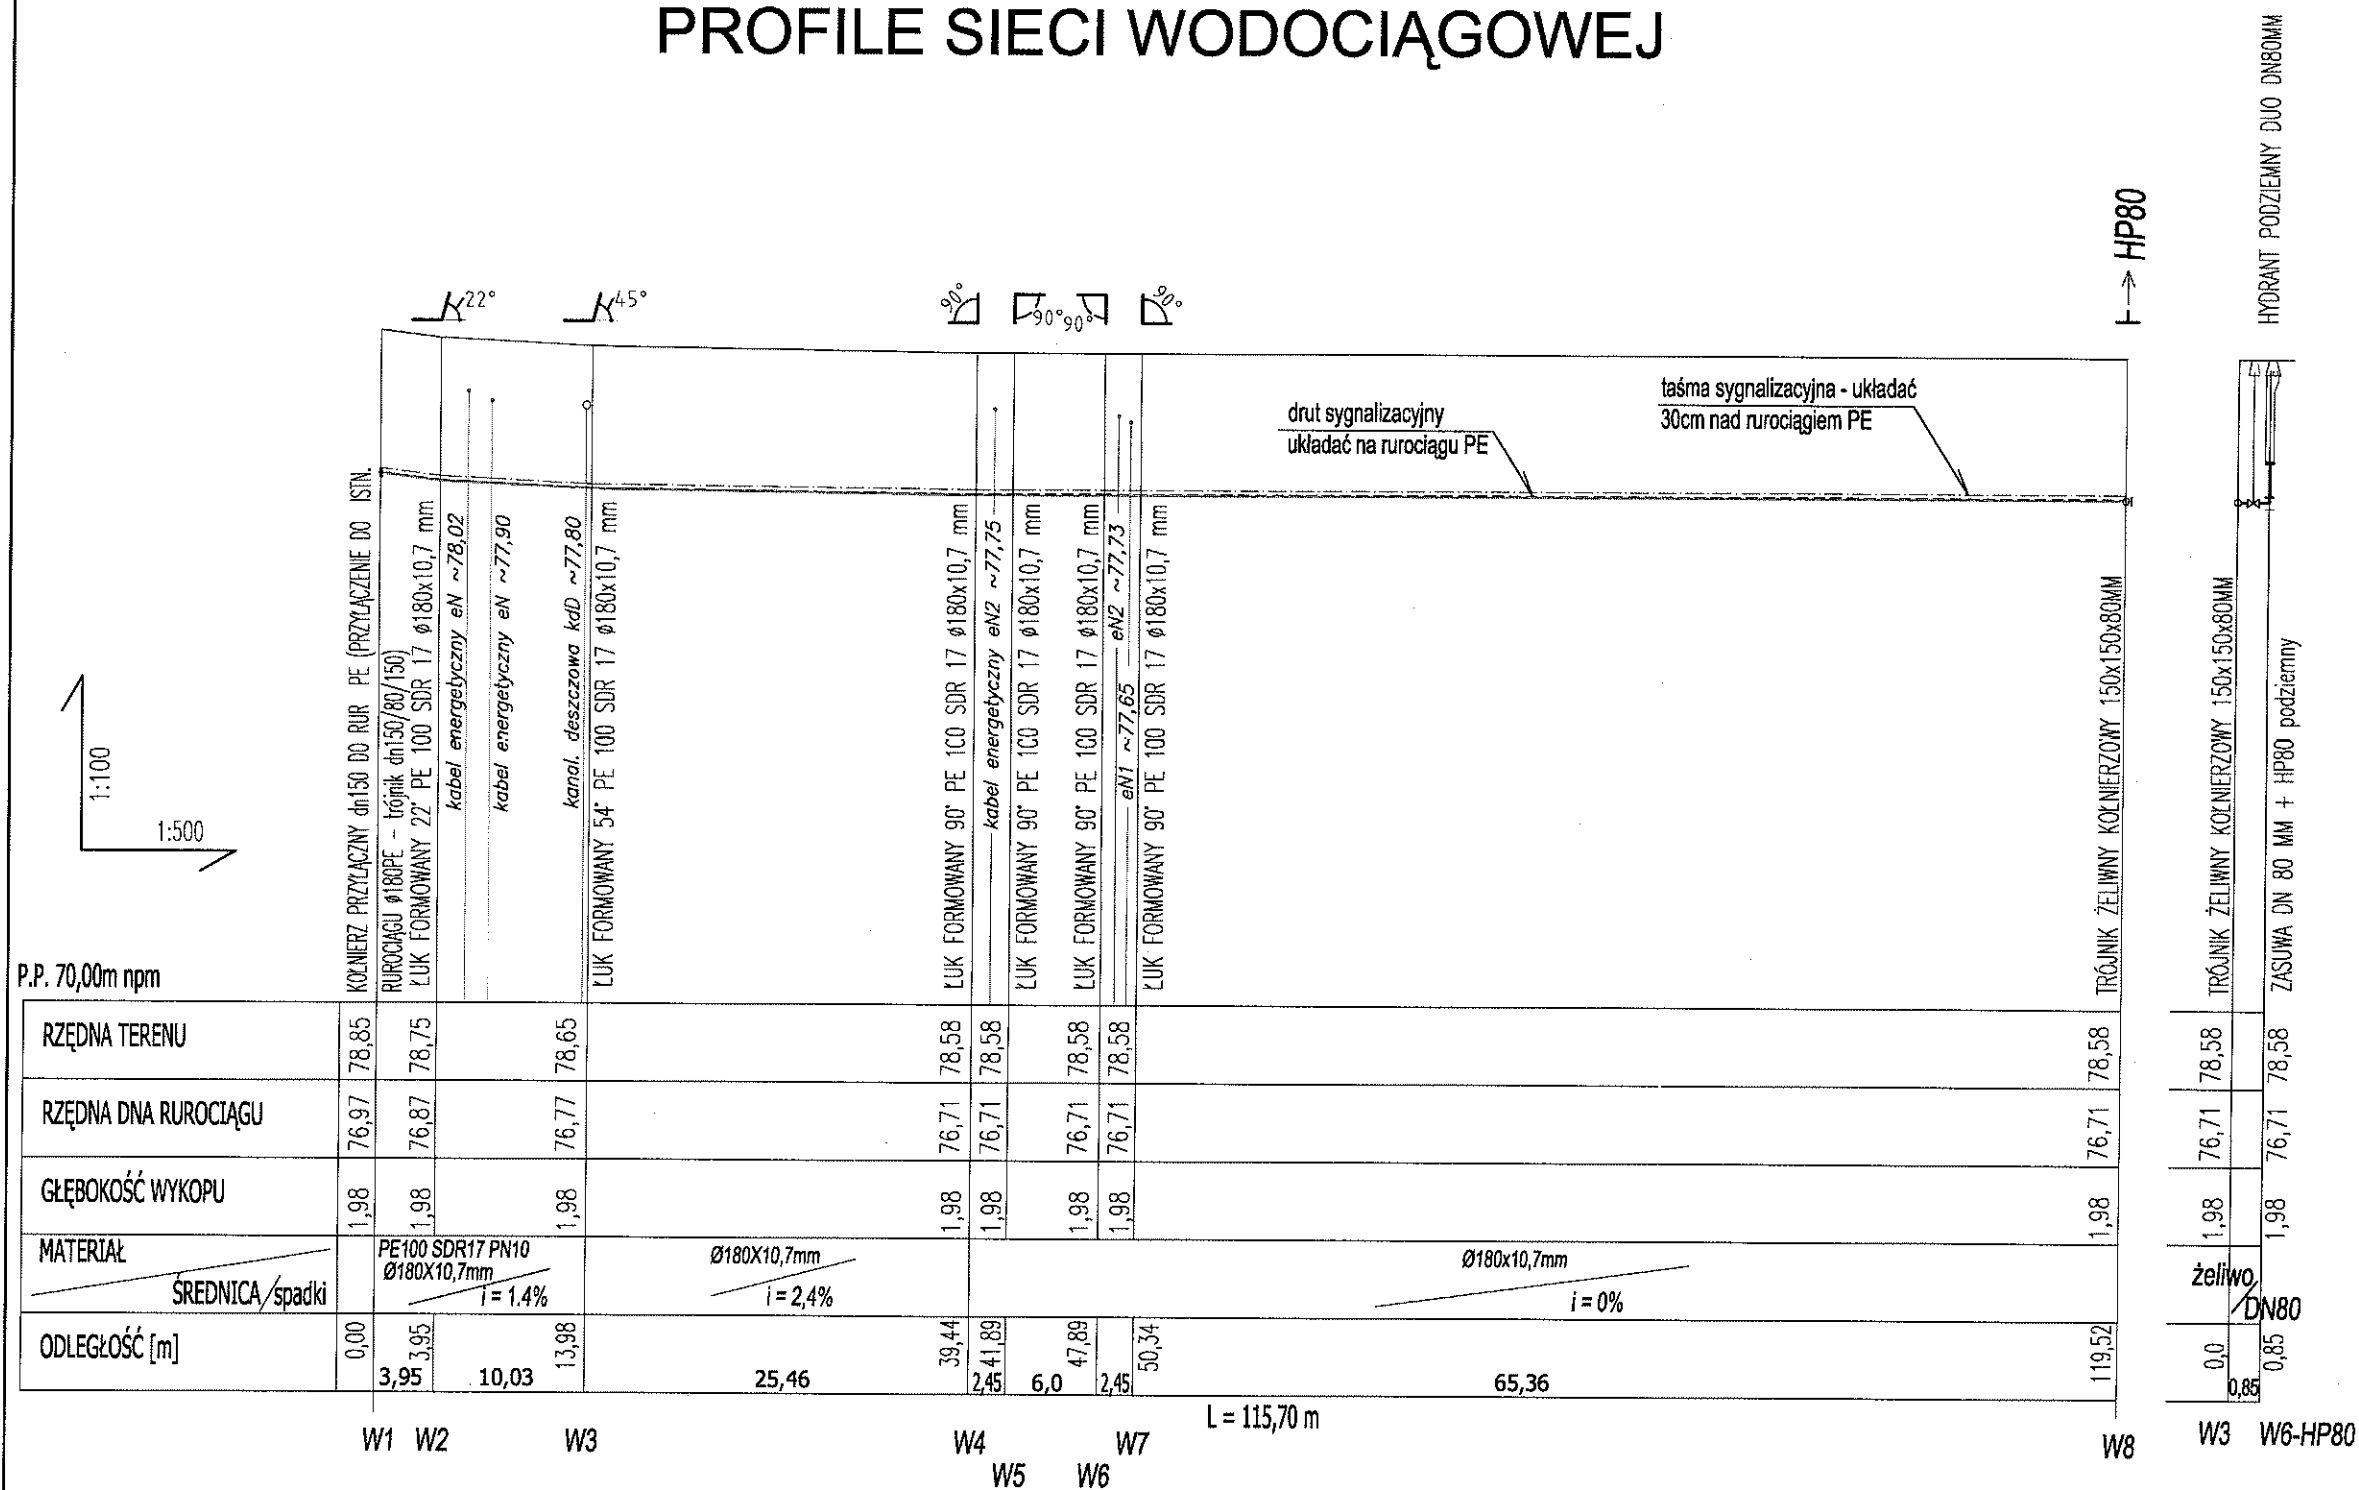 PROFILE SIECI WODOCIĄGOWEJ
HYDRANT PODZIEMNY DUO DN80MM
HP80
22°
45°
90°
90°
90°
90°
drut sygnalizacyjny
układać na rurociągu PE
taśma sygnalizacyjna - układać
30cm nad rurociągiem PE
1:100
1:500
KOŁNIERZ PRZYŁĄCZNY dn150 DO RUR PE (PRZYŁĄCZENIE DO ISTN.
RUROCIĄGU ø180PE - trójnik dn150/80/150)
ŁUK FORMOWANY 22° PE 100 SDR 17 ø180x10,7 mm
kabel energetyczny eN ~78,02
kabel energetyczny eN ~77,90
kanal. deszczowa kdD ~77,80
ŁUK FORMOWANY 54° PE 100 SDR 17 ø180x10,7 mm
ŁUK FORMOWANY 90° PE 100 SDR 17 ø180x10,7 mm
kabel energetyczny eN2 ~77,75
ŁUK FORMOWANY 90° PE 100 SDR 17 ø180x10,7 mm
ŁUK FORMOWANY 90° PE 100 SDR 17 ø180x10,7 mm
eN2 ~77,73
eN1 ~77,65
ŁUK FORMOWANY 90° PE 100 SDR 17 ø180x10,7 mm
TRÓJNIK ŻELIWNY KOŁNIERZOWY 150x150x80MM
TRÓJNIK ŻELIWNY KOŁNIERZOWY 150x150x80MM
ZASUWA DN 80 MM + HP80 podziemny
P.P. 70,00m npm
RZĘDNA TERENU 78,85 78,75 78,65 78,58 78,58 78,58 78,58 78,58 78,58 78,58
RZĘDNA DNA RUROCIĄGU 76,97 76,87 76,77 76,71 76,71 76,71 76,71 76,71 76,71 76,71
GŁĘBOKOŚĆ WYKOPU 1,98 1,98 1,98 1,98 1,98 1,98 1,98 1,98 1,98 1,98
MATERIAŁ
ŚREDNICA/spadki
PE100 SDR17 PN10
Ø180X10,7mm
i = 1.4%
Ø180X10,7mm
i = 2,4%
Ø180x10,7mm
i = 0%
żeliwo
DN80
ODLEGŁOŚĆ [m] 0,00 3,95 13,98 39,44 41,89 47,89 50,34 119,52 0,0 0,85
3,95 10,03 25,46 2,45 6,0 2,45 65,36 0,85
L = 115,70 m
W1 W2 W3 W4 W5 W6 W7 W8 W3 W6-HP80